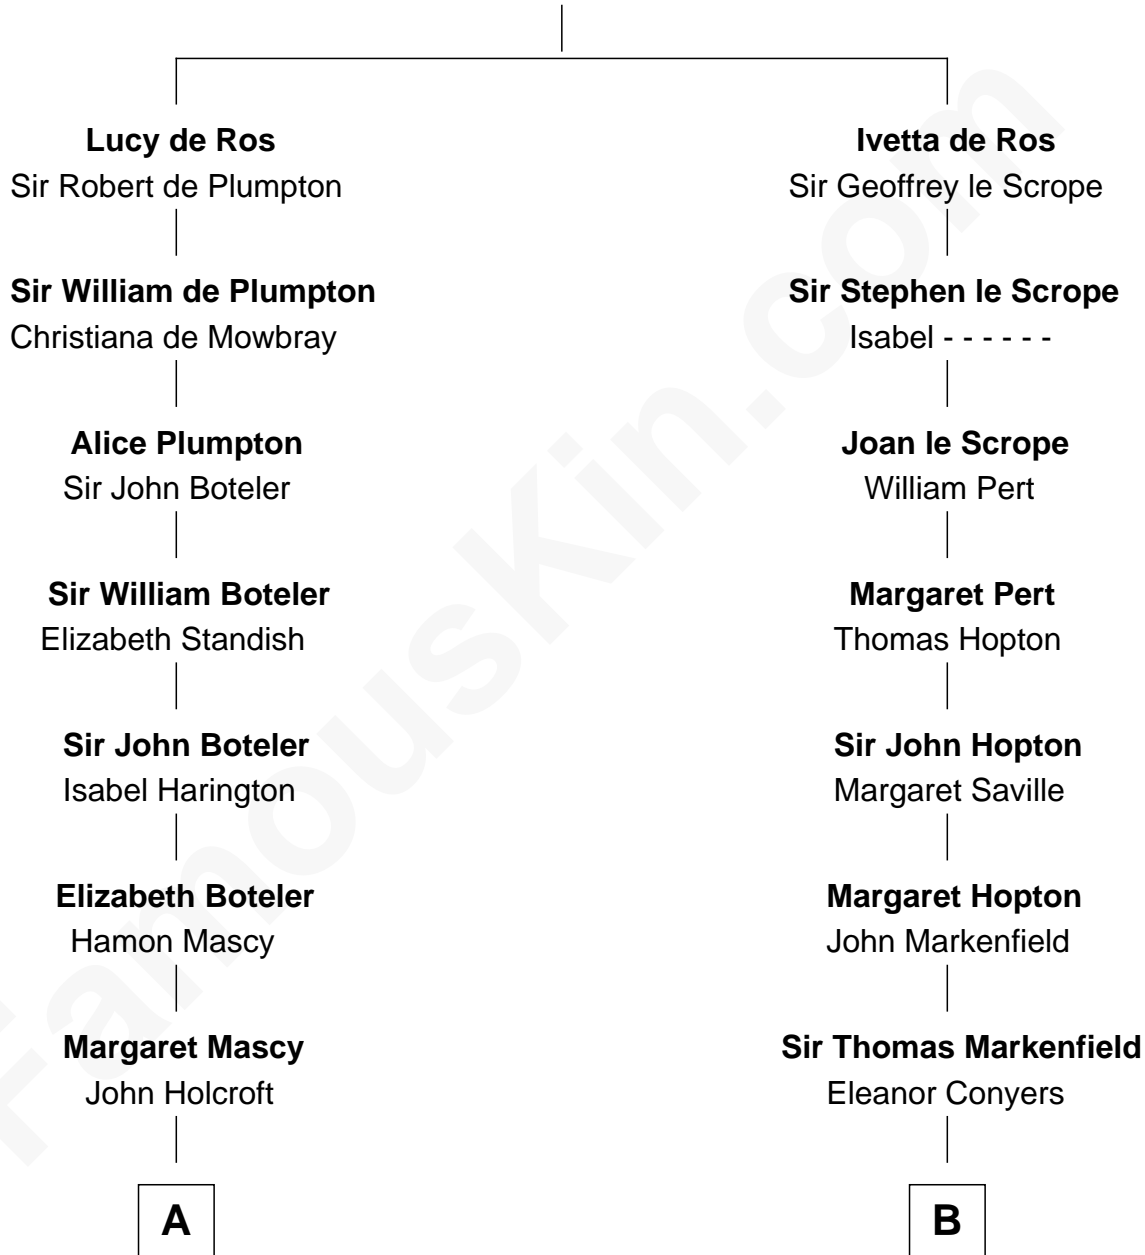 Lucy de Ros
Sir Robert de Plumpton
Ivetta de Ros
Sir Geoffrey le Scrope
Sir William de Plumpton
Christiana de Mowbray
Sir Stephen le Scrope
Isabel - - - - - -
Alice Plumpton
Sir John Boteler
Joan le Scrope
William Pert
Sir William Boteler
Elizabeth Standish
Margaret Pert
Thomas Hopton
Sir John Boteler
Isabel Harington
Sir John Hopton
Margaret Saville
Elizabeth Boteler
Hamon Mascy
Margaret Hopton
John Markenfield
Margaret Mascy
John Holcroft
Sir Thomas Markenfield
Eleanor Conyers
A
B
FamousKin.com